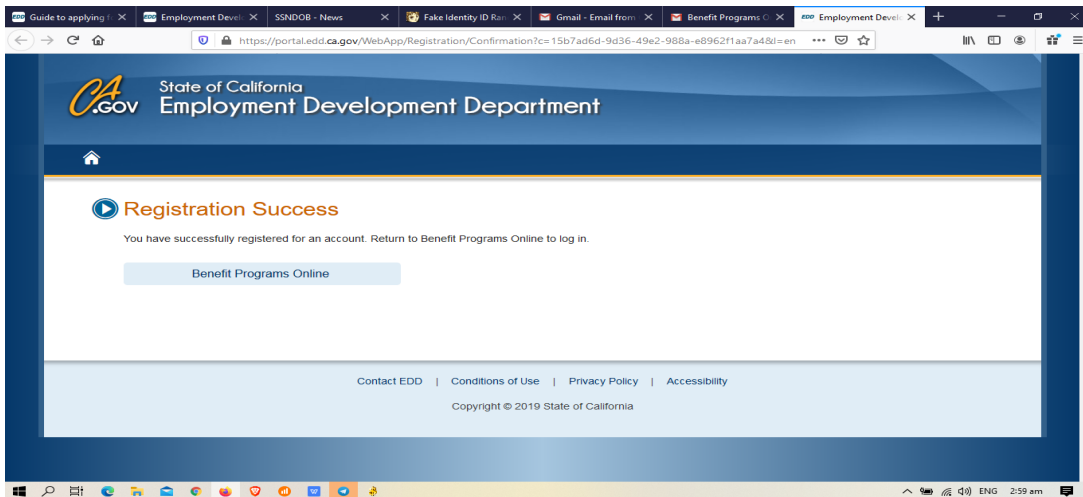 Guide to applying f
Employment Develo
SSNDOB - News
Fake Identity ID Ran
Gmail - Email from
Benefit Programs O
Employment Develo
https://portal.edd.ca.gov/WebApp/Registration/Confirmation?c=15b7ad6d-9d36-49e2-988a-e8962f1aa7a4&l=en
CA.GOV
State of California
Employment Development Department
Registration Success
You have successfully registered for an account. Return to Benefit Programs Online to log in.
Benefit Programs Online
Contact EDD | Conditions of Use | Privacy Policy | Accessibility
Copyright © 2019 State of California
ENG 2:59 am